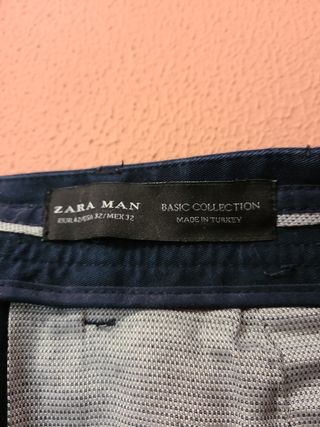 ZARA MAN
EUR 42/USA 32/MEX 32
BASIC COLLECTION
MADE IN TURKEY